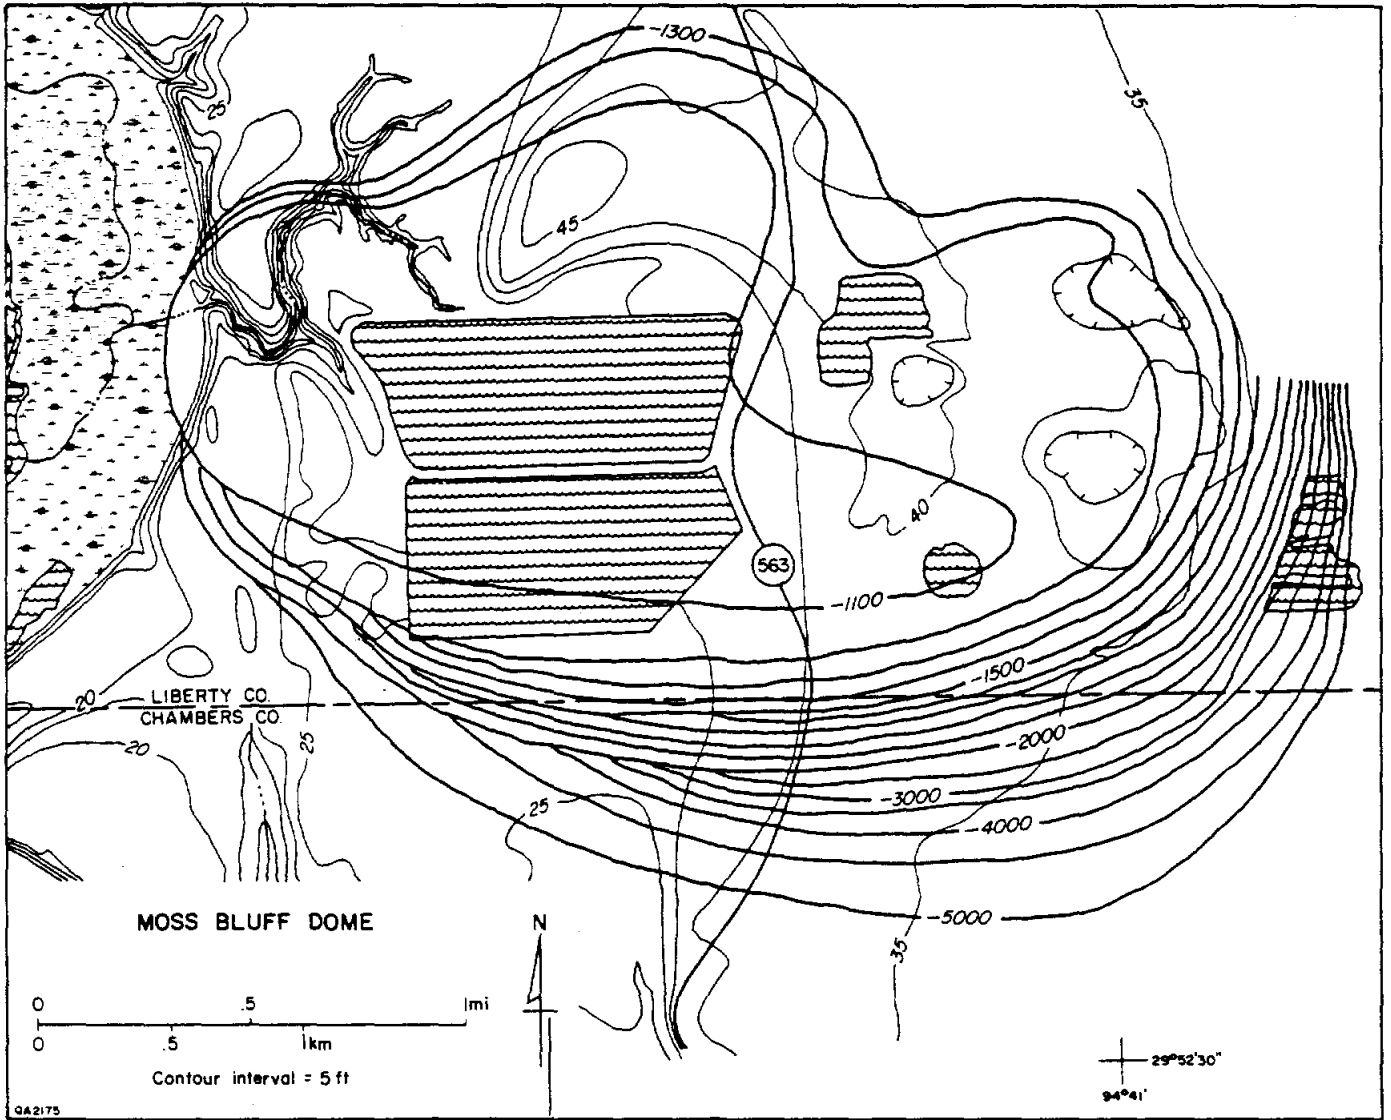 -1300
35
25
45
40
563
-1100
-1500
LIBERTY CO.
CHAMBERS CO.
20
20
25
-2000
-3000
25
-4000
-5000
35
MOSS BLUFF DOME
N
0 .5 1mi
0 .5 1km
Contour interval = 5 ft
29°52'30"
94°41'
QA2175